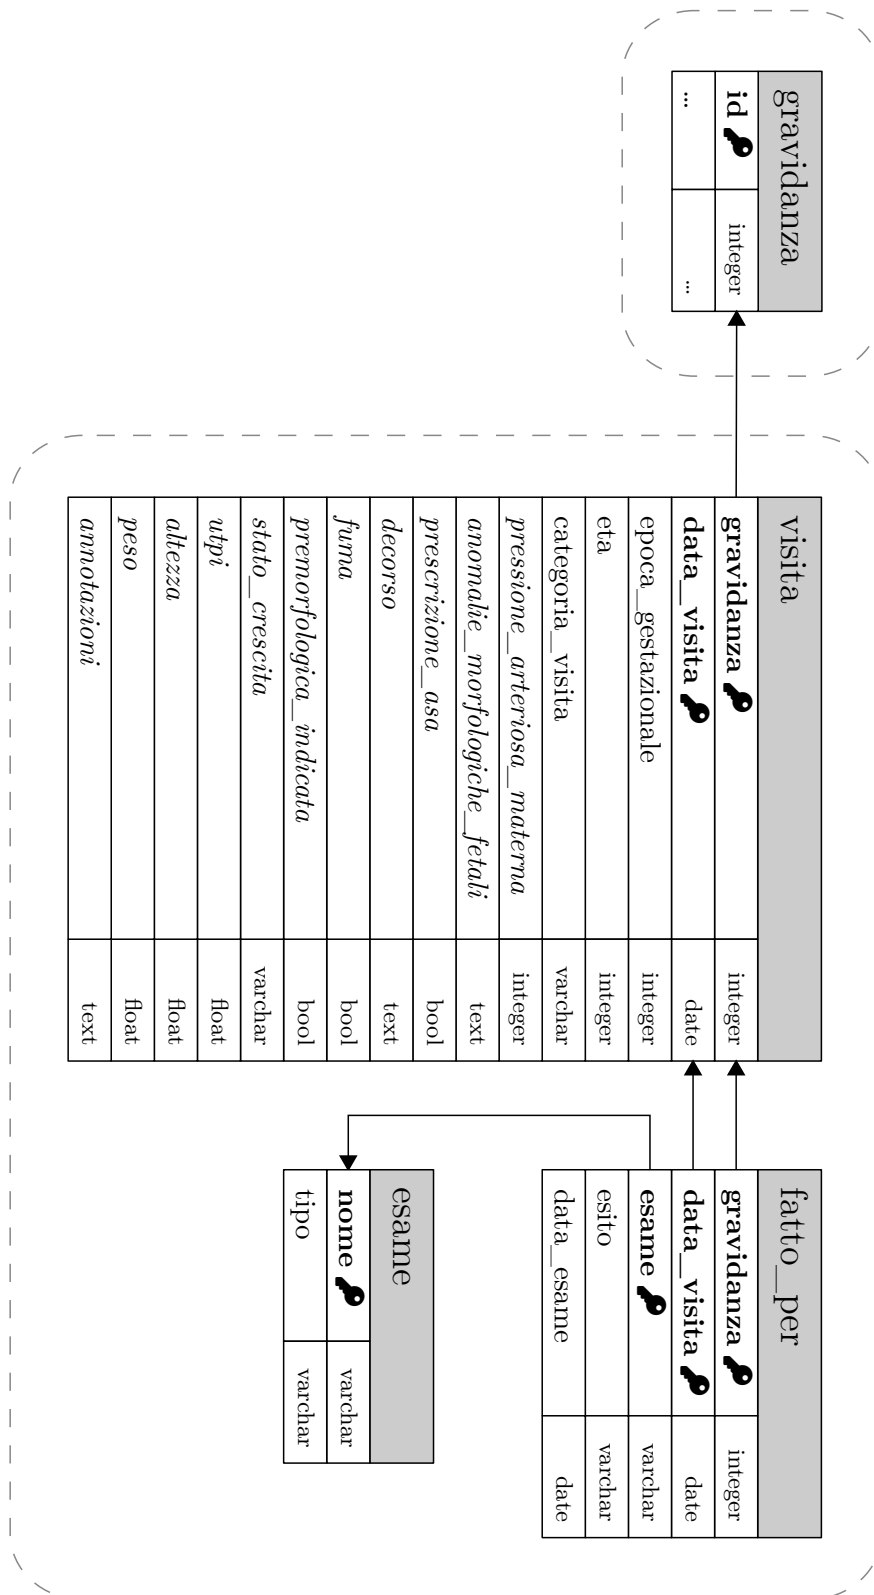 gravidanza
id integer
... ...
visita
gravidanza integer
data_visita date
epoca_gestazionale integer
eta integer
categoria_visita varchar
pressione_arteriosa_materna integer
anomalie_morfologiche_fetali text
prescrizione_asa bool
decorso text
fuma bool
premorfologica_indicata bool
stato_crescita varchar
utpi float
altezza float
peso float
annotazioni text
fatto_per
gravidanza integer
data_visita date
esame varchar
esito varchar
data_esame date
esame
nome varchar
tipo varchar